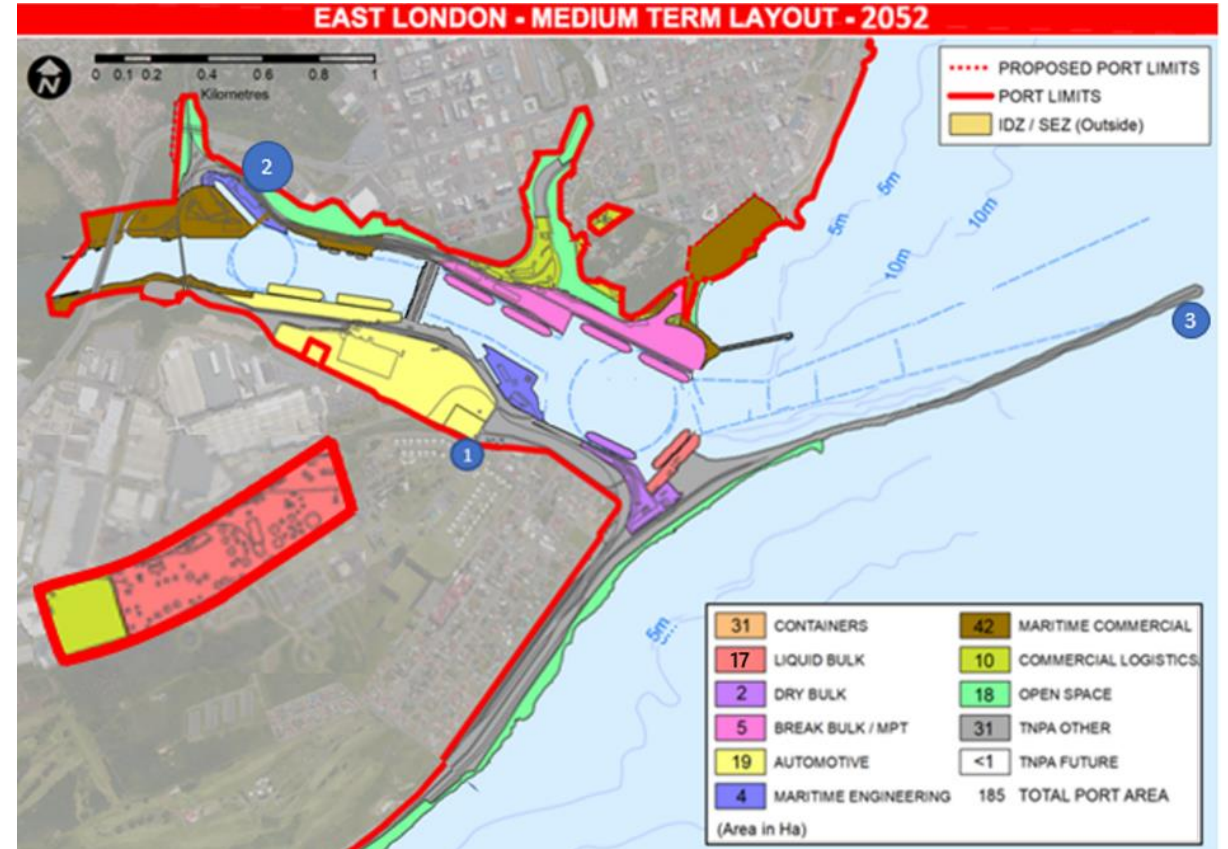 EAST LONDON - MEDIUM TERM LAYOUT - 2052
N
0 0.1 0.2 0.4 0.6 0.8 1
Kilometres
PROPOSED PORT LIMITS
PORT LIMITS
IDZ / SEZ (Outside)
2
5m
5m
10m
10m
3
1
5m
31 CONTAINERS
17 LIQUID BULK
2 DRY BULK
5 BREAK BULK / MPT
19 AUTOMOTIVE
4 MARITIME ENGINEERING
(Area in Ha)
42 MARITIME COMMERCIAL
10 COMMERCIAL LOGISTICS
18 OPEN SPACE
31 TNPA OTHER
<1 TNPA FUTURE
185 TOTAL PORT AREA